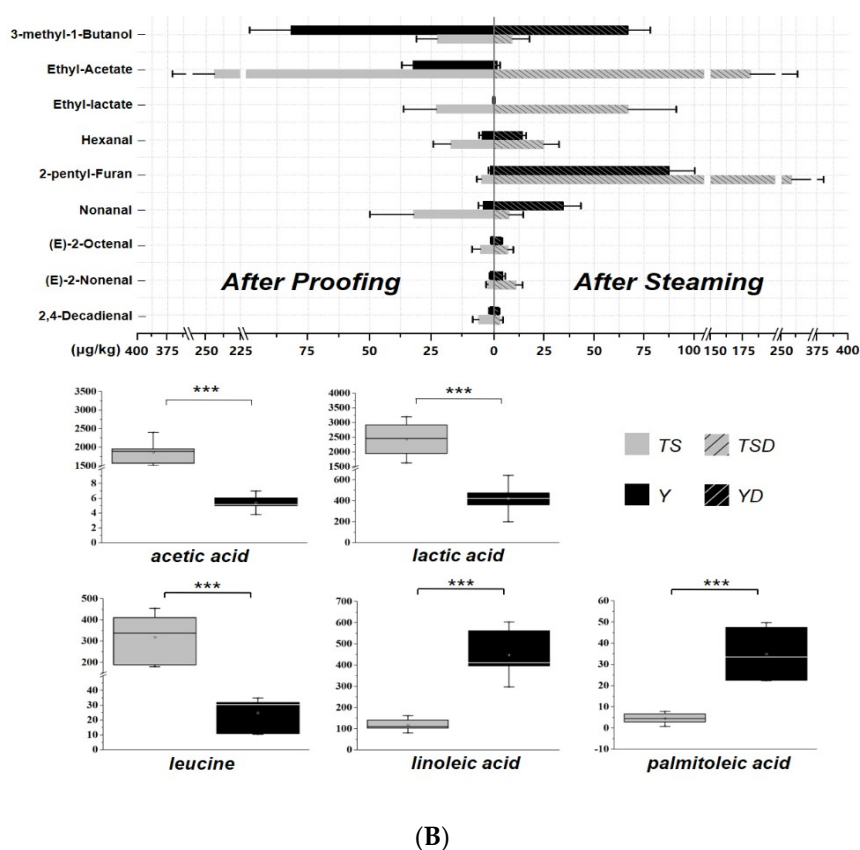 3-methyl-1-Butanol
Ethyl-Acetate
Ethyl-lactate
Hexanal
2-pentyl-Furan
Nonanal
(E)-2-Octenal
(E)-2-Nonenal
2,4-Decadienal
After Proofing
After Steaming
400 375 250 225 75 50 25 0 25 50 75 100 150 175 250 375 400
(μg/kg)
3500
3000
2500
2000
1500
8
6
4
2
0
***
acetic acid
4000
3500
3000
2500
2000
1500
600
400
200
0
***
lactic acid
TS
TSD
Y
YD
500
400
300
200
40
30
20
10
0
***
leucine
700
600
500
400
300
200
100
0
***
linoleic acid
60
50
40
30
20
10
0
-10
***
palmitoleic acid
(B)